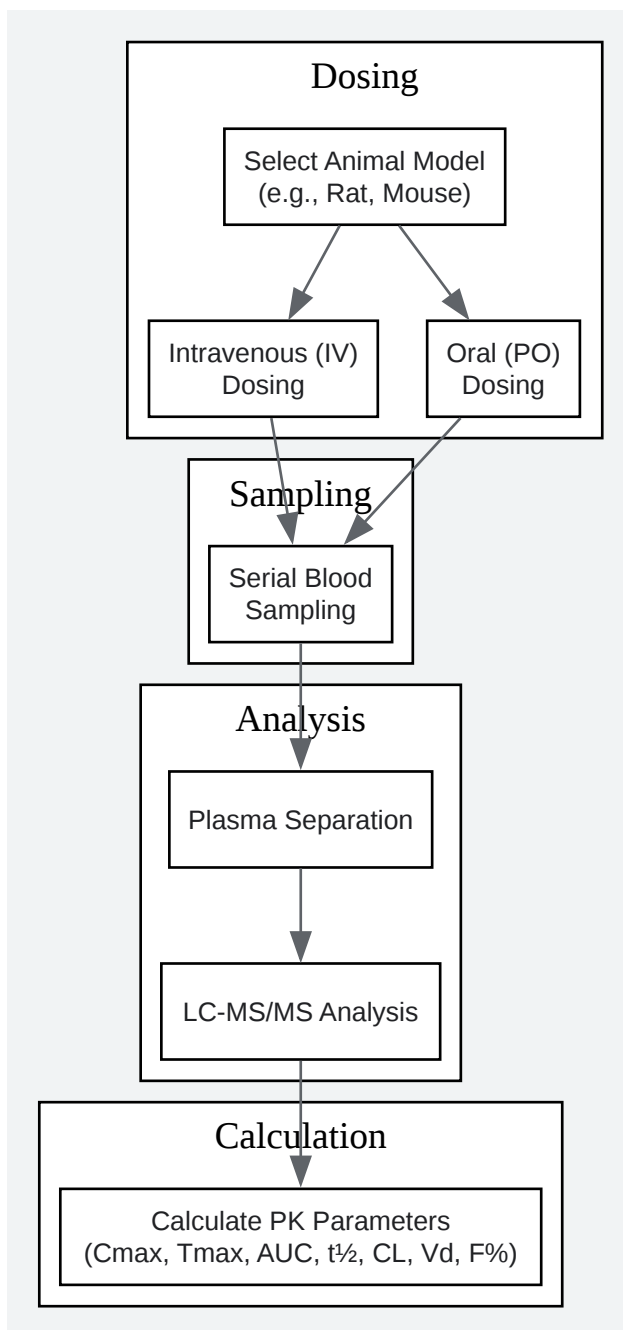 Dosing
Select Animal Model
(e.g., Rat, Mouse)
Intravenous (IV)
Dosing
Oral (PO)
Dosing
Sampling
Serial Blood
Sampling
Analysis
Plasma Separation
LC-MS/MS Analysis
Calculation
Calculate PK Parameters
(Cmax, Tmax, AUC, t½, CL, Vd, F%)